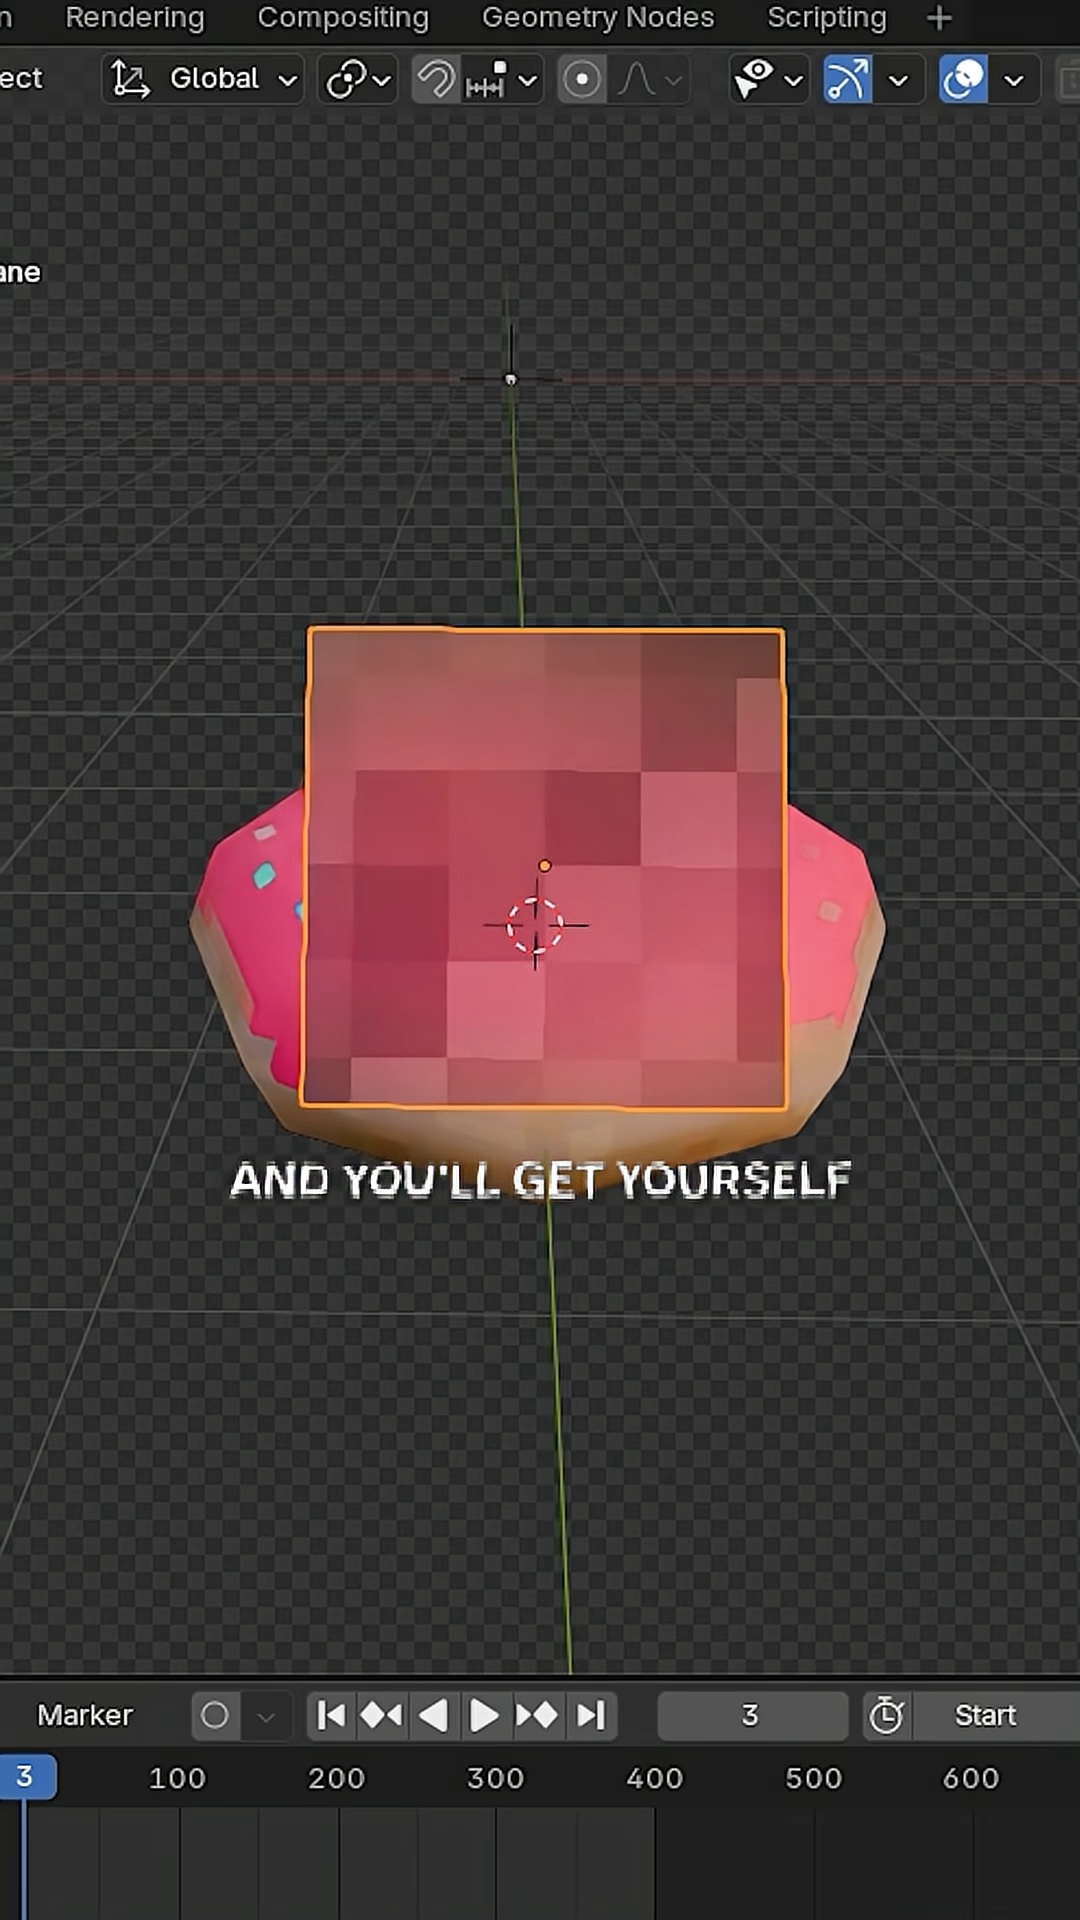 Rendering Compositing Geometry Nodes Scripting +
ect Global
ane
AND YOU'LL GET YOURSELF
Marker 3 Start
3 100 200 300 400 500 600